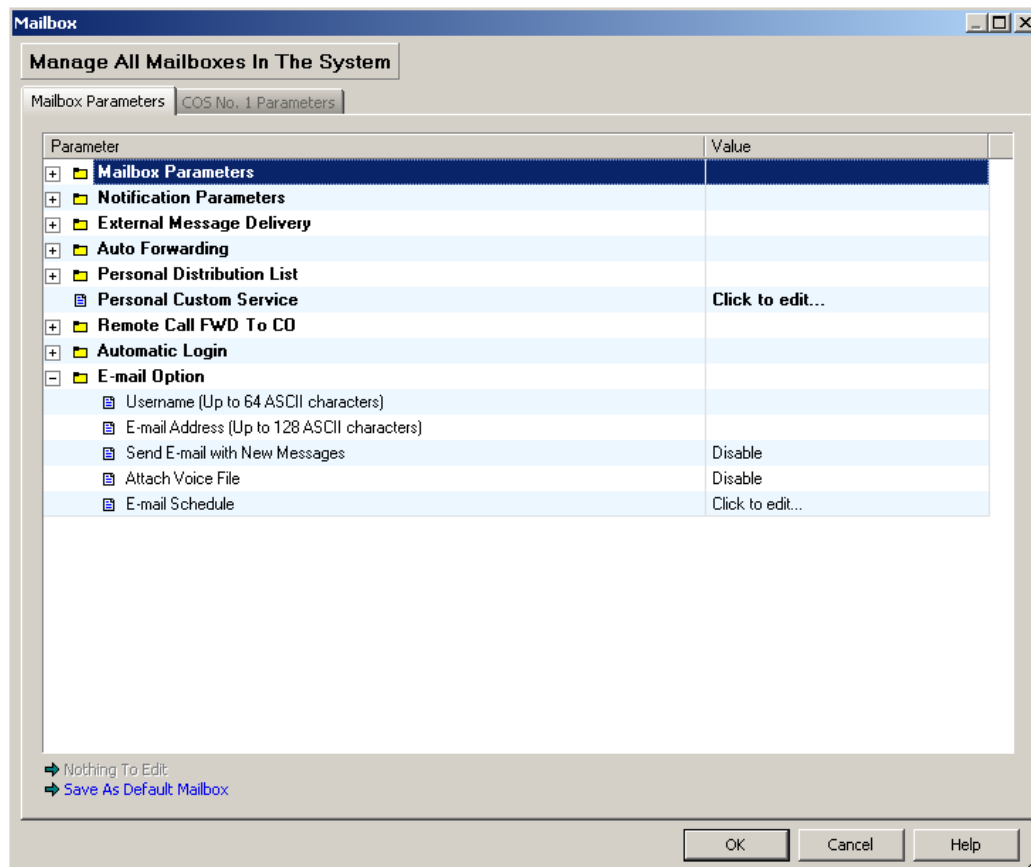 Mailbox
Manage All Mailboxes In The System
Mailbox Parameters COS No. 1 Parameters
Parameter Value
Mailbox Parameters
Notification Parameters
External Message Delivery
Auto Forwarding
Personal Distribution List
Personal Custom Service Click to edit...
Remote Call FWD To CO
Automatic Login
E-mail Option
Username (Up to 64 ASCII characters)
E-mail Address (Up to 128 ASCII characters)
Send E-mail with New Messages Disable
Attach Voice File Disable
E-mail Schedule Click to edit...
Nothing To Edit
Save As Default Mailbox
OK Cancel Help